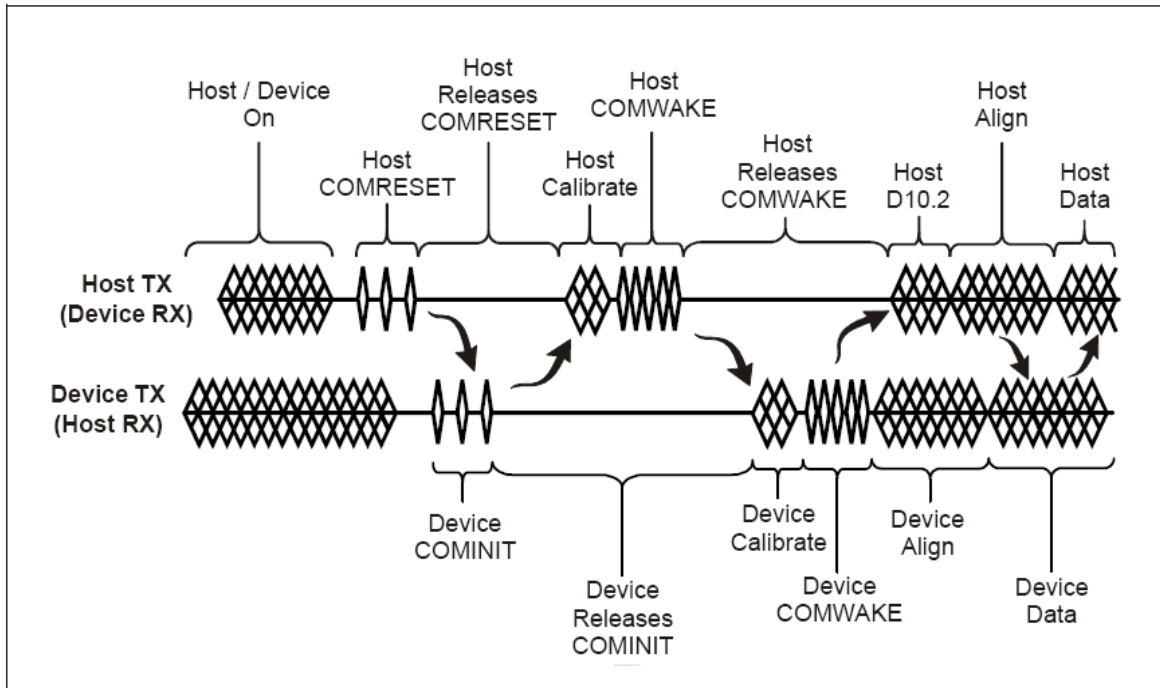 Host / Device
On
Host
COMRESET
Host
Releases
COMRESET
Host
Calibrate
Host
COMWAKE
Host
Releases
COMWAKE
Host
D10.2
Host
Align
Host
Data
Host TX
(Device RX)
Device TX
(Host RX)
Device
COMINIT
Device
Releases
COMINIT
Device
Calibrate
Device
COMWAKE
Device
Align
Device
Data